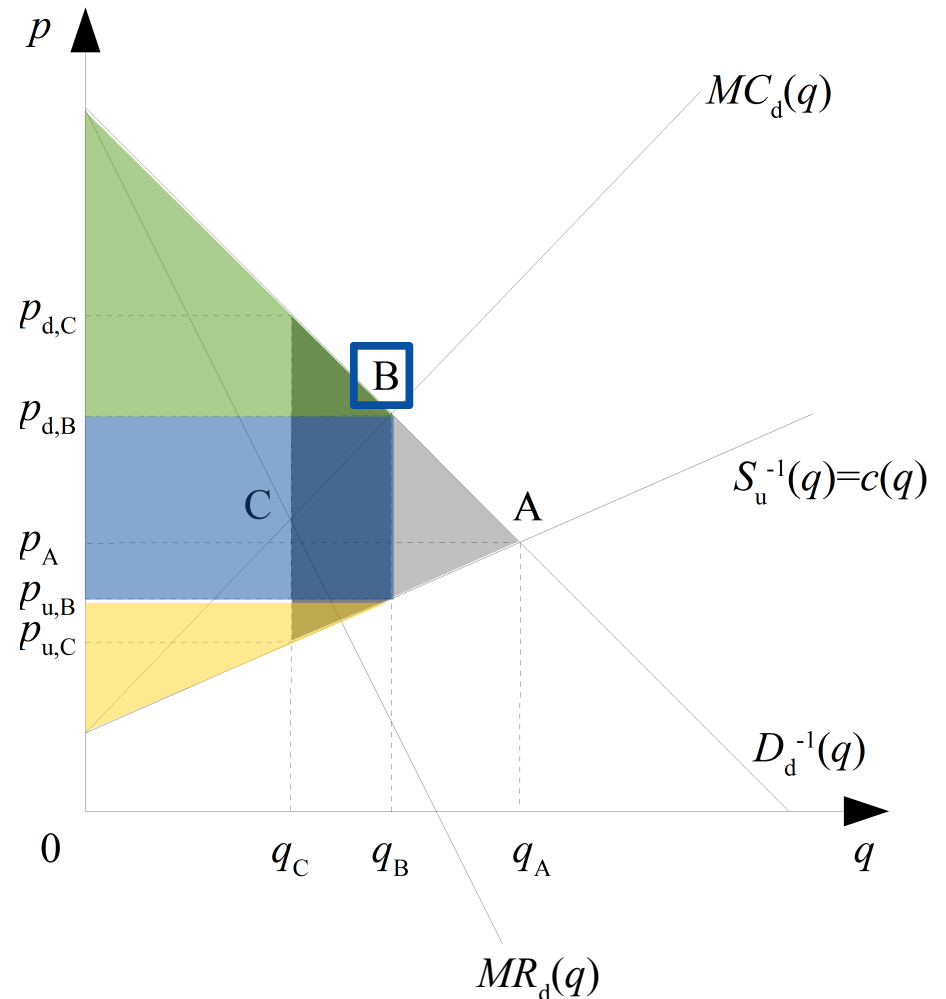 p
MC_d(q)
p_d,C
B
p_d,B
S_u^-1(q)=c(q)
C
A
p_A
p_u,B
p_u,C
D_d^-1(q)
0
q_C
q_B
q_A
q
MR_d(q)